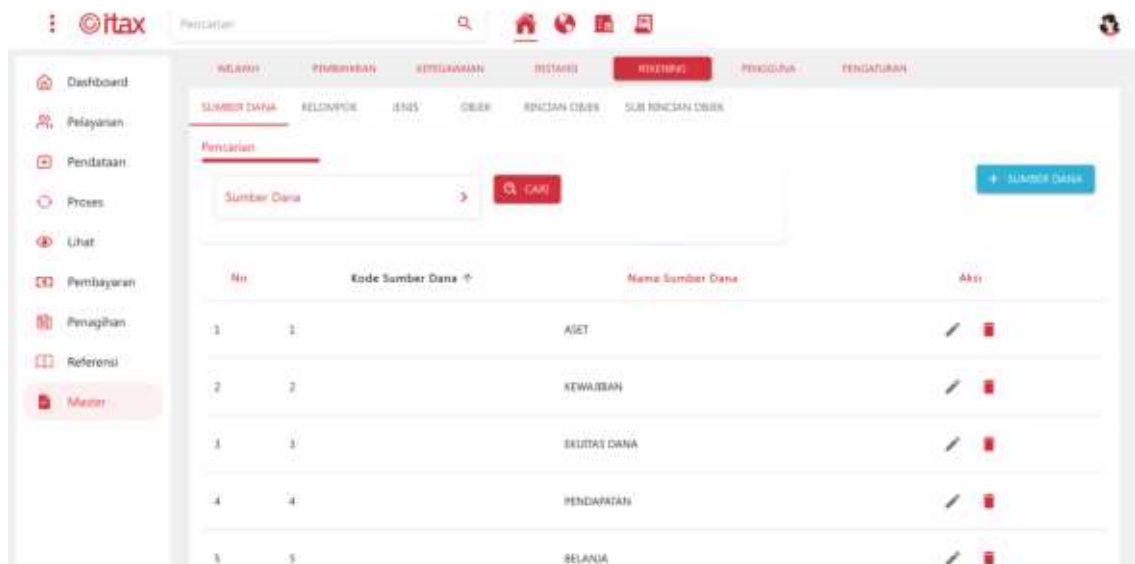 itax
Pencarian
WILAYAH PEMBAYARAN KEPEGAWAIAN INSTANSI REKENING PENGGUNA PENGATURAN
Dashboard
Pelayanan
Pendataan
Proses
Lihat
Pembayaran
Penagihan
Referensi
Master
SUMBER DANA KELOMPOK JENIS OBJEK RINCIAN OBJEK SUB RINCIAN OBJEK
Pencarian
Sumber Dana
CARI
+ SUMBER DANA
No Kode Sumber Dana ↑ Nama Sumber Dana Aksi
1 1 ASET
2 2 KEWAJIBAN
3 3 EKUITAS DANA
4 4 PENDAPATAN
5 5 BELANJA